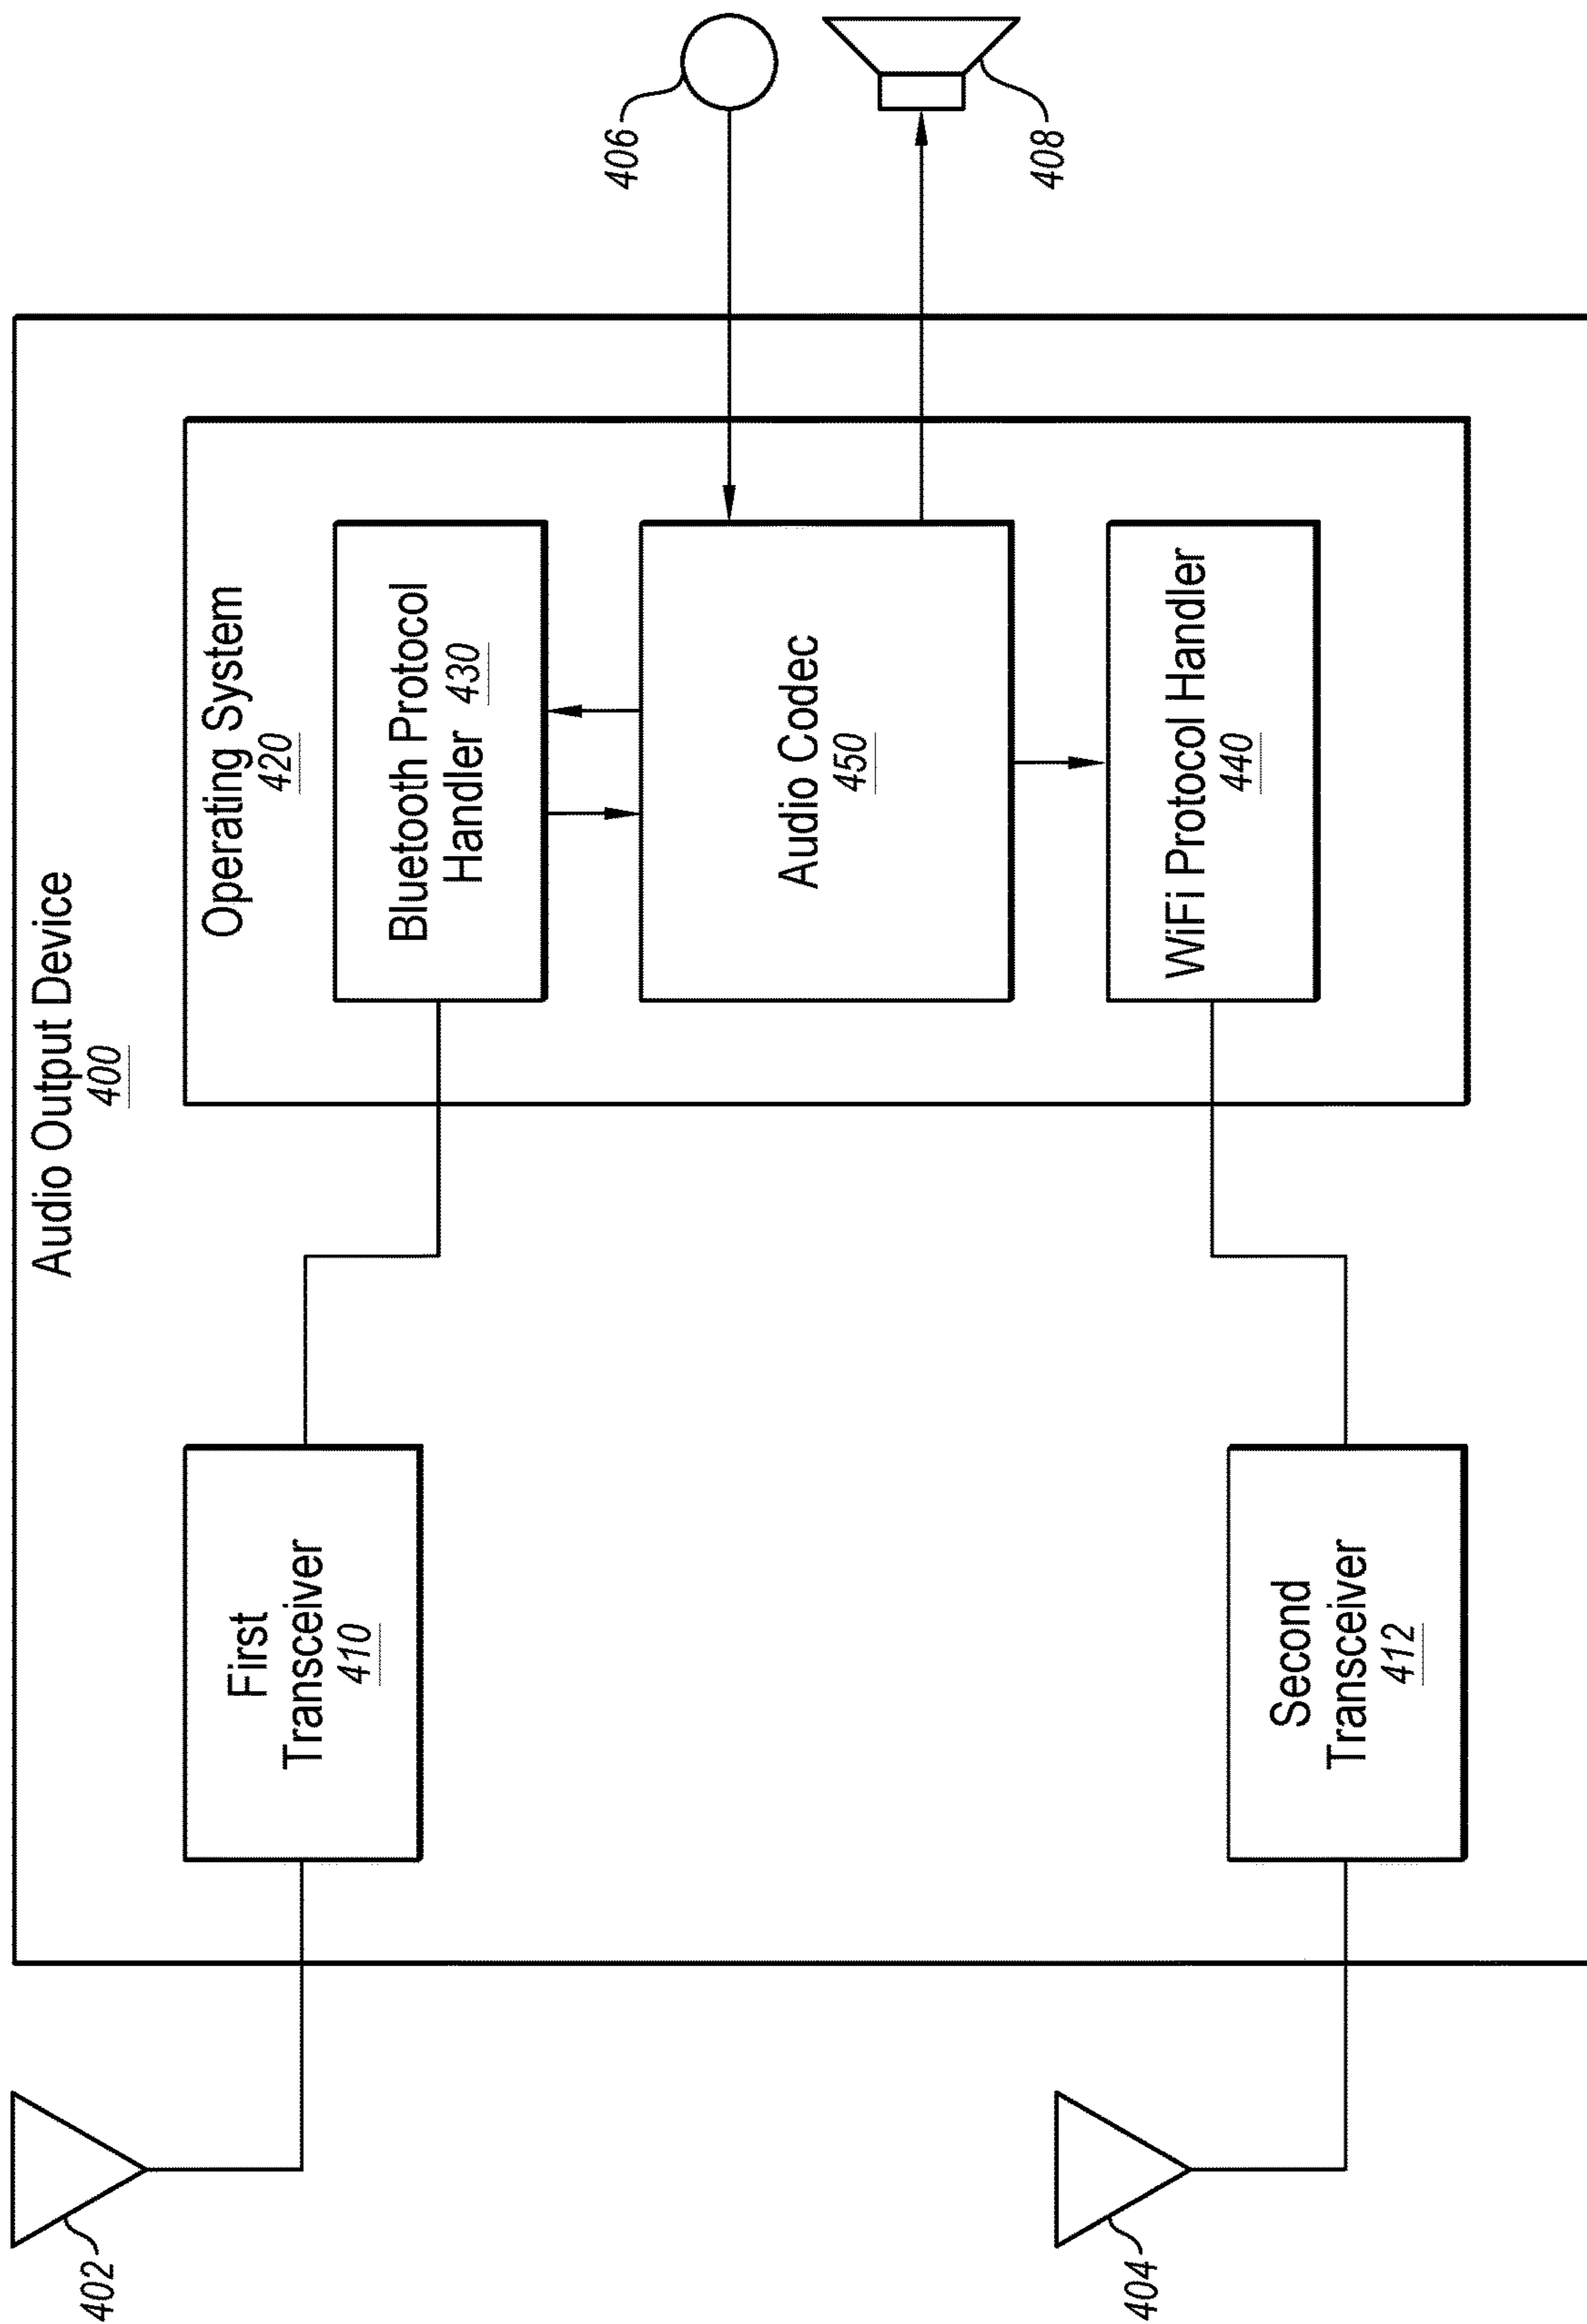 Audio Output Device
400
402
First
Transceiver
410
Operating System
420
Bluetooth Protocol
Handler 430
406
Audio Codec
450
408
404
Second
Transceiver
412
WiFi Protocol Handler
440